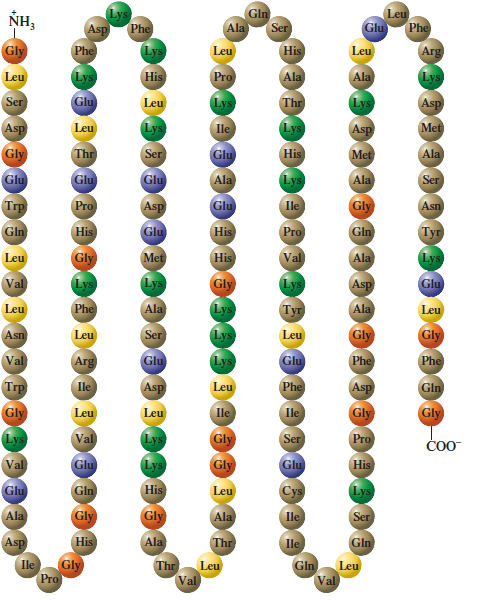 +
NH3
Gly
Leu
Ser
Asp
Gly
Glu
Trp
Gln
Leu
Val
Leu
Asn
Val
Trp
Gly
Lys
Val
Glu
Ala
Asp
Ile
Pro
Gly
His
Gly
Gln
Glu
Val
Leu
Ile
Arg
Leu
Phe
Lys
Gly
His
Pro
Glu
Thr
Leu
Glu
Lys
Phe
Asp
Lys
Phe
Lys
His
Leu
Lys
Ser
Glu
Asp
Glu
Met
Lys
Ala
Ser
Glu
Asp
Leu
Lys
Lys
His
Gly
Ala
Thr
Val
Leu
Thr
Ala
Leu
Gly
Gly
Ile
Leu
Lys
Lys
Lys
Gly
His
His
Glu
Ala
Glu
Ile
Lys
Pro
Leu
Ala
Gln
Ser
His
Ala
Thr
Lys
His
Lys
Ile
Pro
Val
Lys
Tyr
Leu
Glu
Phe
Ile
Ser
Glu
Cys
Ile
Ile
Gln
Val
Leu
Gln
Ser
Lys
His
Pro
Gly
Asp
Phe
Gly
Ala
Asp
Ala
Gln
Gly
Ala
Met
Asp
Lys
Ala
Leu
Glu
Leu
Phe
Arg
Lys
Asp
Met
Ala
Ser
Asn
Tyr
Lys
Glu
Leu
Gly
Phe
Gln
Gly
COO−